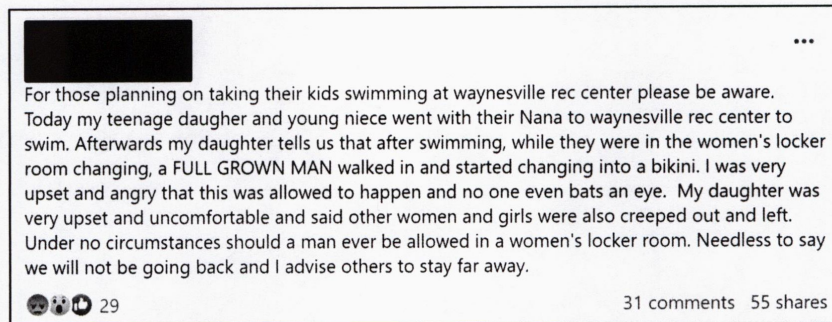 For those planning on taking their kids swimming at waynesville rec center please be aware.
Today my teenage daugher and young niece went with their Nana to waynesville rec center to
swim. Afterwards my daughter tells us that after swimming, while they were in the women's locker
room changing, a FULL GROWN MAN walked in and started changing into a bikini. I was very
upset and angry that this was allowed to happen and no one even bats an eye.  My daughter was
very upset and uncomfortable and said other women and girls were also creeped out and left.
Under no circumstances should a man ever be allowed in a women's locker room. Needless to say
we will not be going back and I advise others to stay far away.
29 31 comments 55 shares